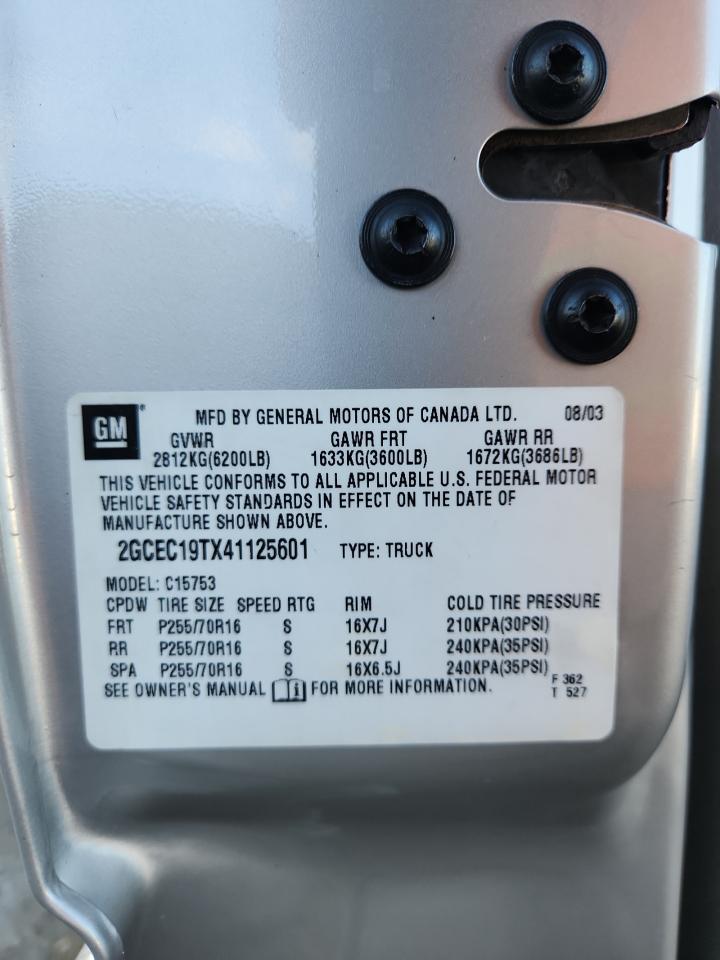 GM MFD BY GENERAL MOTORS OF CANADA LTD. 08/03
GVWR GAWR FRT GAWR RR
2812KG(6200LB) 1633KG(3600LB) 1672KG(3686LB)
THIS VEHICLE CONFORMS TO ALL APPLICABLE U.S. FEDERAL MOTOR
VEHICLE SAFETY STANDARDS IN EFFECT ON THE DATE OF
MANUFACTURE SHOWN ABOVE.
2GCEC19TX41125601 TYPE: TRUCK
MODEL: C15753
CPDW TIRE SIZE SPEED RTG RIM COLD TIRE PRESSURE
FRT P255/70R16 S 16X7J 210KPA(30PSI)
RR P255/70R16 S 16X7J 240KPA(35PSI)
SPA P255/70R16 S 16X6.5J 240KPA(35PSI)
SEE OWNER'S MANUAL i FOR MORE INFORMATION. F 362
T 527